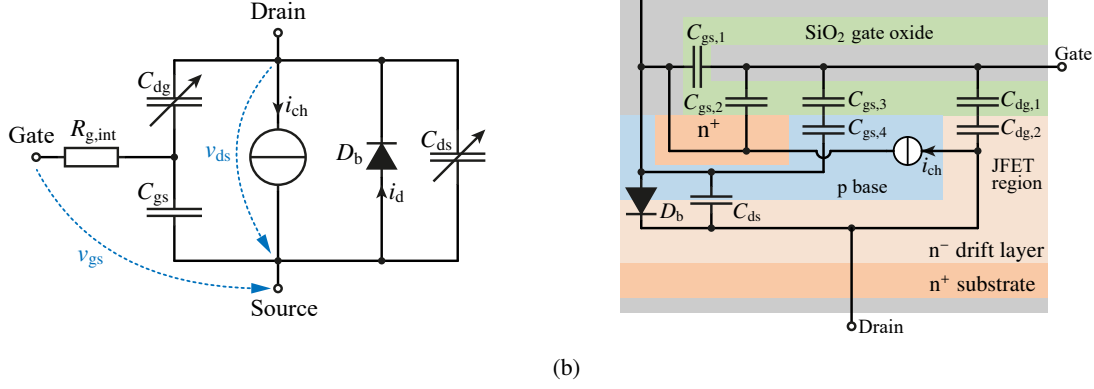 Drain
C_dg
i_ch
Gate
R_g,int
v_ds
D_b
C_ds
C_gs
i_d
v_gs
Source
C_gs,1
SiO₂ gate oxide
Gate
C_gs,2
C_gs,3
C_dg,1
n⁺
C_gs,4
C_dg,2
i_ch
JFET
region
p base
D_b
C_ds
n⁻ drift layer
n⁺ substrate
Drain
(b)